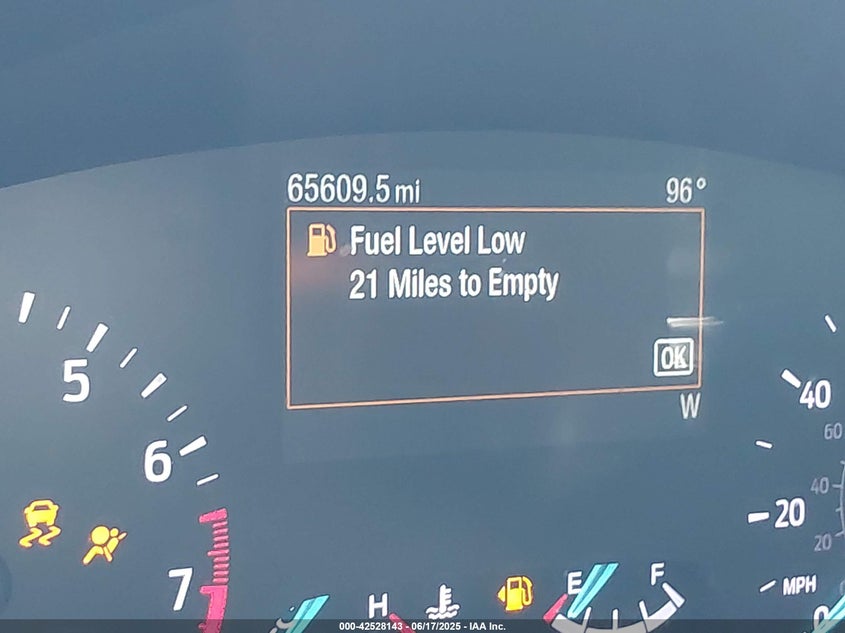 65609.5 mi
96°
Fuel Level Low
21 Miles to Empty
OK
W
5
6
7
H
E
F
40
60
40
20
20
MPH
0
000-42528143 - 06/17/2025 - IAA Inc.